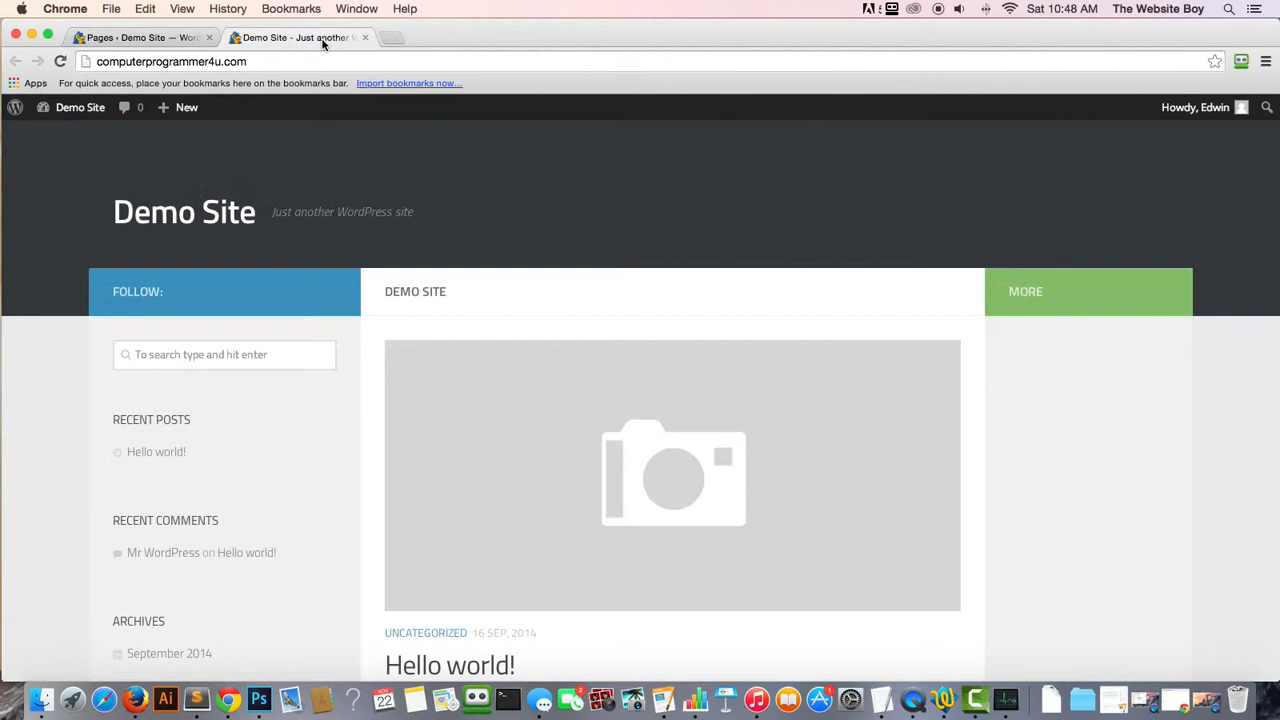 Chrome File Edit View History Bookmarks Window Help Sat 10:48 AM The Website Boy
Pages ‹ Demo Site — Wor Demo Site - Just another W
computerprogrammer4u.com
Apps For quick access, place your bookmarks here on the bookmarks bar. Import bookmarks now...
Demo Site 0 New Howdy, Edwin
Demo Site Just another WordPress site
FOLLOW: DEMO SITE MORE
To search type and hit enter
RECENT POSTS
Hello world!
RECENT COMMENTS
Mr WordPress on Hello world!
ARCHIVES
September 2014
UNCATEGORIZED 16 SEP, 2014
Hello world!